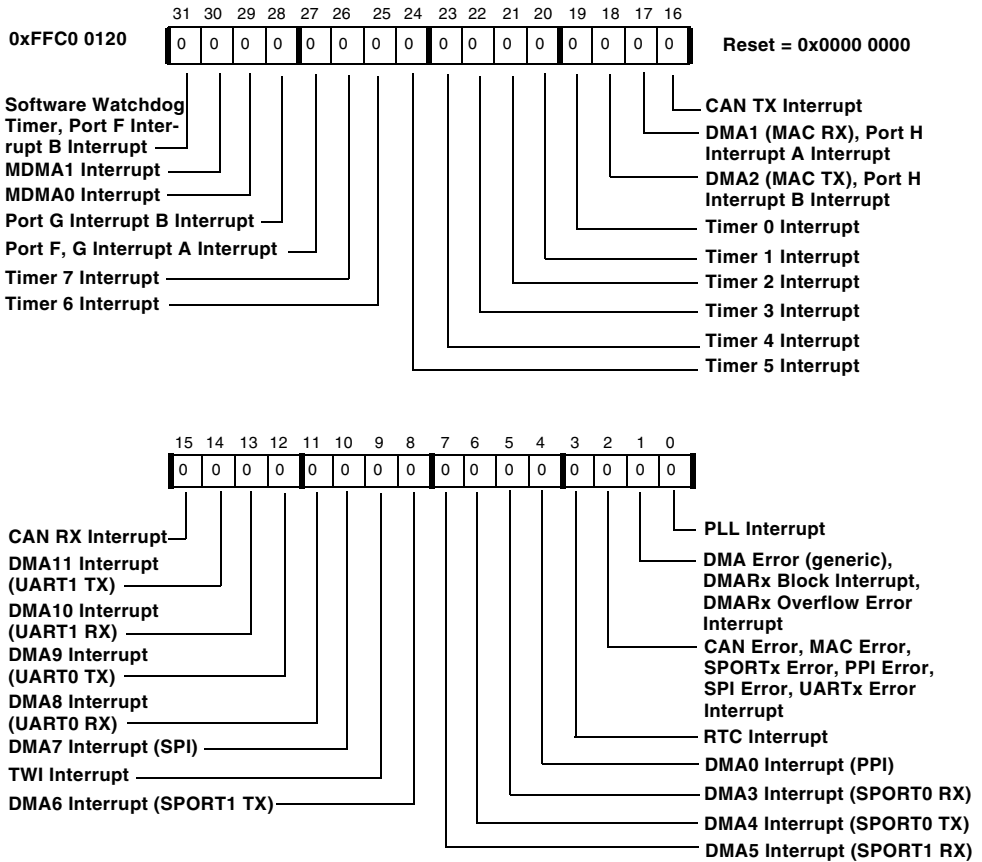 31 30 29 28 27 26 25 24 23 22 21 20 19 18 17 16
0xFFC0 0120
0 0 0 0 0 0 0 0 0 0 0 0 0 0 0 0
Reset = 0x0000 0000
Software Watchdog
Timer, Port F Inter-
rupt B Interrupt
MDMA1 Interrupt
MDMA0 Interrupt
Port G Interrupt B Interrupt
Port F, G Interrupt A Interrupt
Timer 7 Interrupt
Timer 6 Interrupt
CAN TX Interrupt
DMA1 (MAC RX), Port H
Interrupt A Interrupt
DMA2 (MAC TX), Port H
Interrupt B Interrupt
Timer 0 Interrupt
Timer 1 Interrupt
Timer 2 Interrupt
Timer 3 Interrupt
Timer 4 Interrupt
Timer 5 Interrupt
15 14 13 12 11 10 9 8 7 6 5 4 3 2 1 0
0 0 0 0 0 0 0 0 0 0 0 0 0 0 0 0
CAN RX Interrupt
DMA11 Interrupt
(UART1 TX)
DMA10 Interrupt
(UART1 RX)
DMA9 Interrupt
(UART0 TX)
DMA8 Interrupt
(UART0 RX)
DMA7 Interrupt (SPI)
TWI Interrupt
DMA6 Interrupt (SPORT1 TX)
PLL Interrupt
DMA Error (generic),
DMARx Block Interrupt,
DMARx Overflow Error
Interrupt
CAN Error, MAC Error,
SPORTx Error, PPI Error,
SPI Error, UARTx Error
Interrupt
RTC Interrupt
DMA0 Interrupt (PPI)
DMA3 Interrupt (SPORT0 RX)
DMA4 Interrupt (SPORT0 TX)
DMA5 Interrupt (SPORT1 RX)